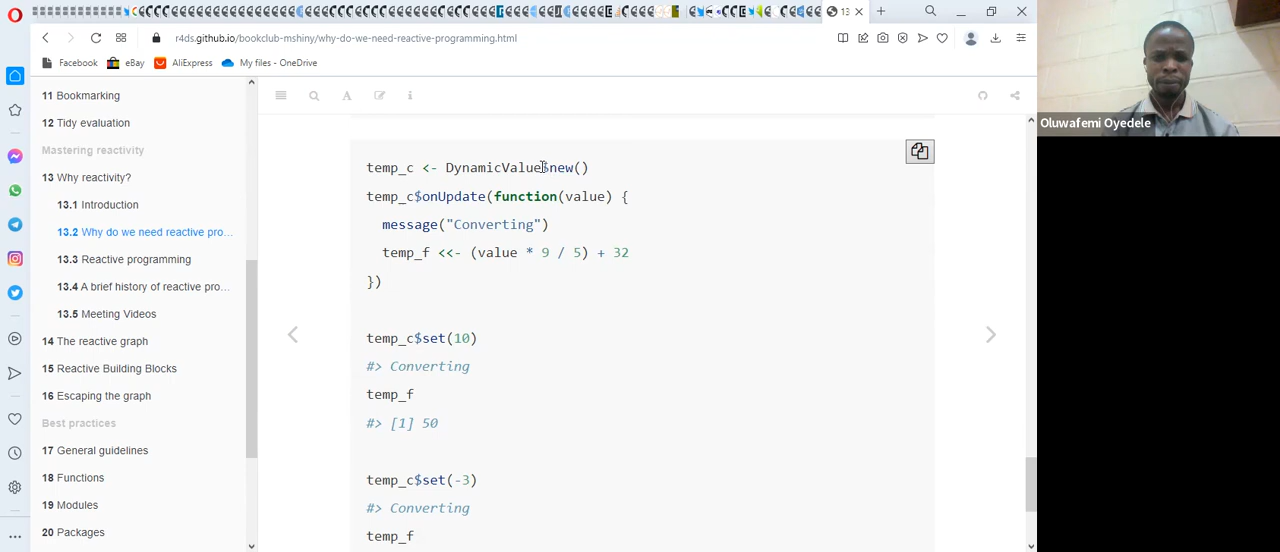 13
r4ds.github.io/bookclub-mshiny/why-do-we-need-reactive-programming.html
Facebook
eBay
AliExpress
My files - OneDrive
11 Bookmarking
12 Tidy evaluation
Mastering reactivity
13 Why reactivity?
13.1 Introduction
13.2 Why do we need reactive pro...
13.3 Reactive programming
13.4 A brief history of reactive pro...
13.5 Meeting Videos
14 The reactive graph
15 Reactive Building Blocks
16 Escaping the graph
Best practices
17 General guidelines
18 Functions
19 Modules
20 Packages
temp_c <- DynamicValue$new()
temp_c$onUpdate(function(value) {
message("Converting")
temp_f <<- (value * 9 / 5) + 32
})
temp_c$set(10)
#> Converting
temp_f
#> [1] 50
temp_c$set(-3)
#> Converting
temp_f
Oluwafemi Oyedele